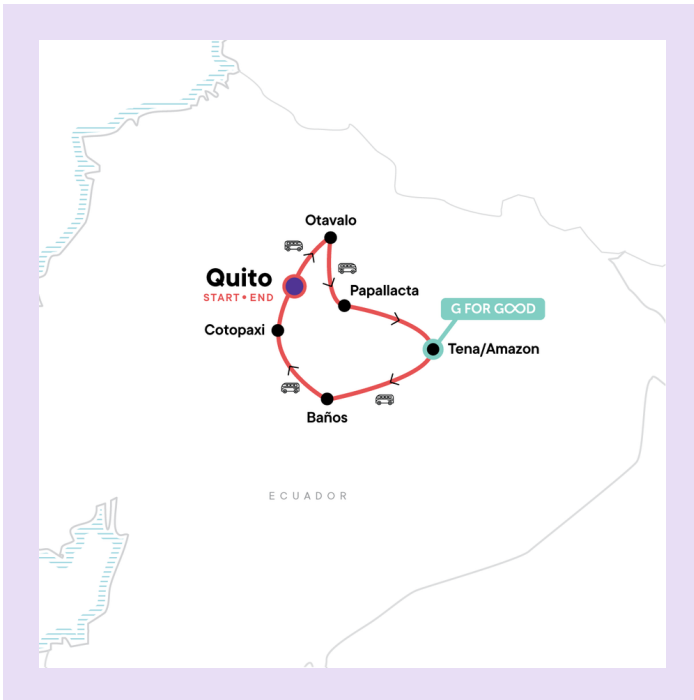 Otavalo
Quito
START • END
Papallacta
G FOR GOOD
Cotopaxi
Tena/Amazon
Baños
ECUADOR